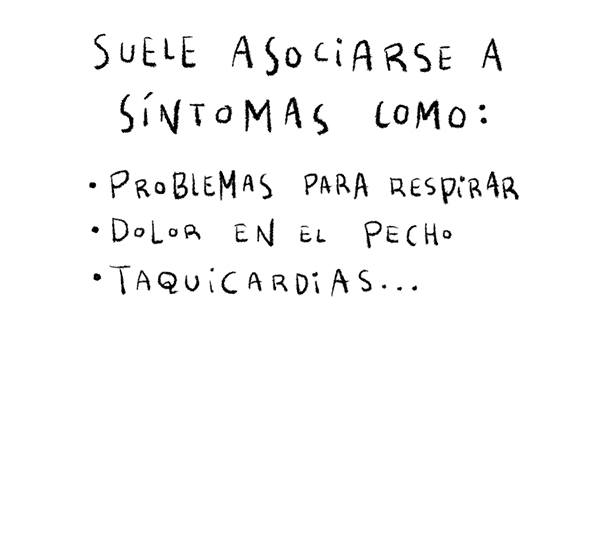 SUELE ASOCIARSE A
SÍNTOMAS COMO:
• PROBLEMAS PARA RESPIRAR
• DOLOR EN EL PECHO
• TAQUICARDIAS...